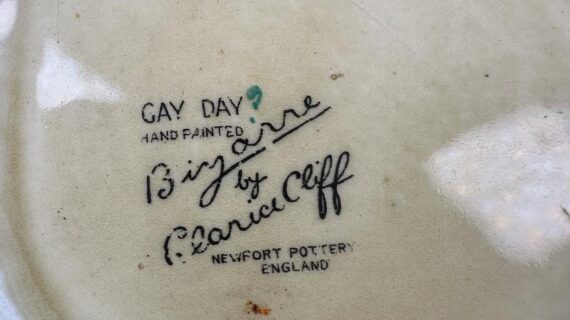 GAY DAY
HAND PAINTED
Bizarre
by
Clarice Cliff
NEWPORT POTTERY
ENGLAND